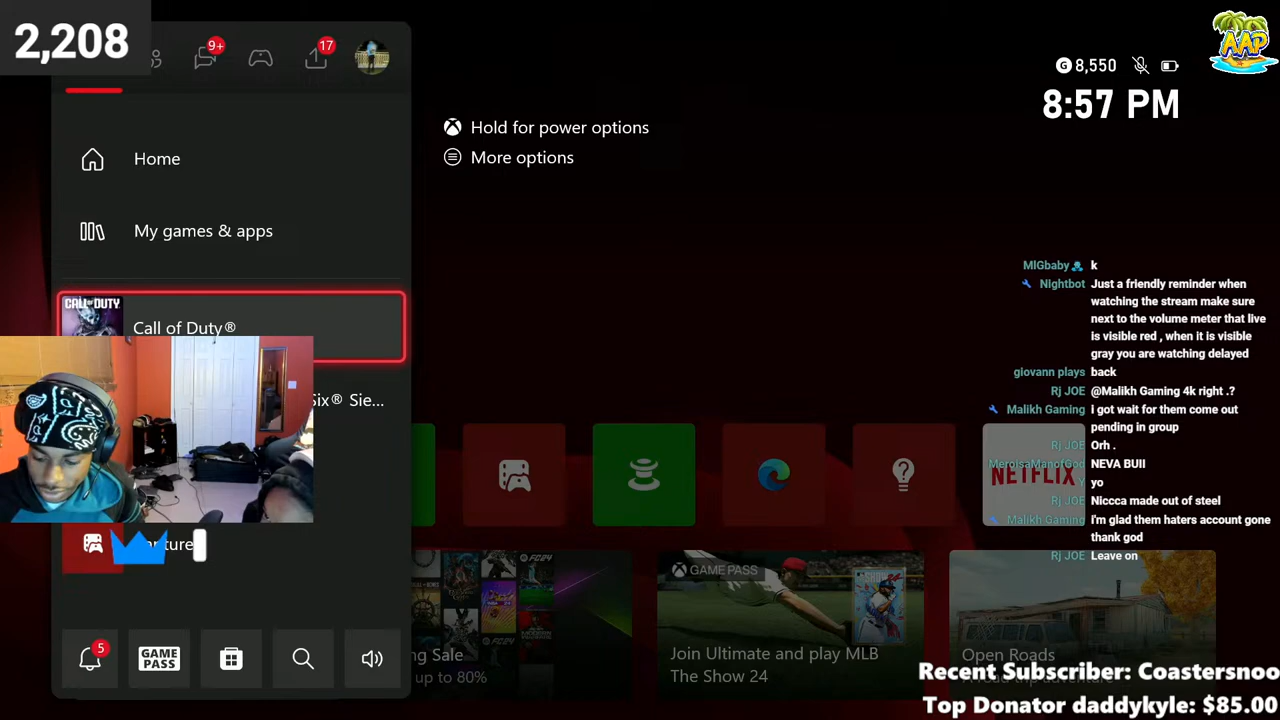 2,208
9+
17
AAP
G 8,550
8:57 PM
Hold for power options
More options
Home
My games & apps
CALL OF DUTY
Call of Duty®
Six® Sie...
MIGbaby k
Nightbot Just a friendly reminder when
watching the stream make sure
next to the volume meter that live
is visible red , when it is visible
gray you are watching delayed
giovann plays back
Rj JOE @Malikh Gaming 4k right .?
Malikh Gaming i got wait for them come out
pending in group
Rj JOE Orh .
MeroisaManofGod NEVA BUII
Y yo
Rj JOE Niccca made out of steel
Malikh Gaming I'm glad them haters account gone
thank god
Rj JOE Leave on
NETFLIX
pture
5
GAME
PASS
FC24
ng Sale
up to 80%
GAME PASS
Join Ultimate and play MLB
The Show 24
Open Roads
Recent Subscriber: Coastersnoo
Top Donator daddykyle: $85.00